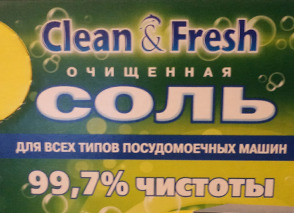 Clean & Fresh
ОЧИЩЕННАЯ
СОЛЬ
ДЛЯ ВСЕХ ТИПОВ ПОСУДОМОЕЧНЫХ МАШИН
99,7% ЧИСТОТЫ